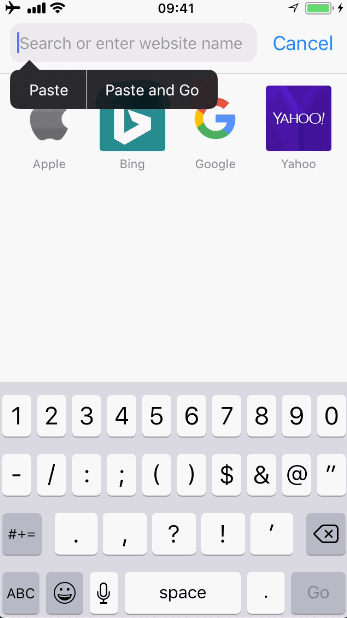 09:41
Search or enter website name Cancel
Paste Paste and Go
YAHOO!
Apple Bing Google Yahoo
1 2 3 4 5 6 7 8 9 0
- / : ; ( ) $ & @ "
#+= . , ? ! '
ABC space . Go